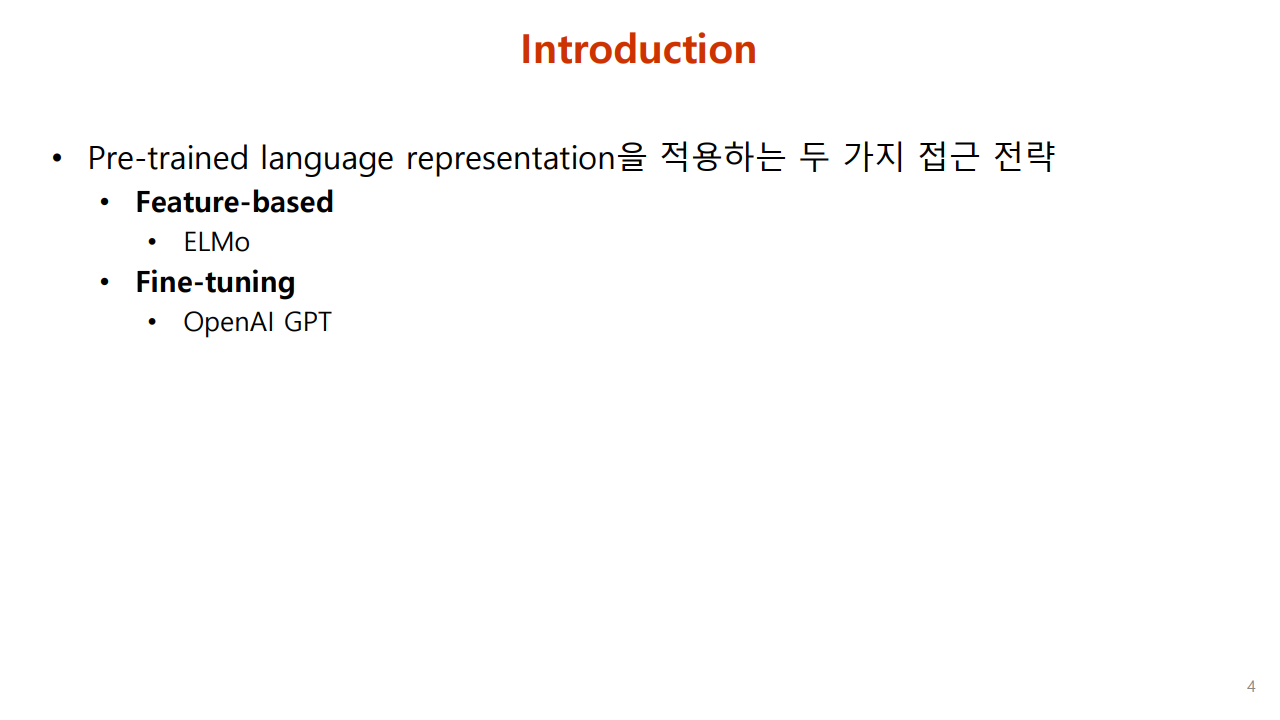 Introduction
• Pre-trained language representation을 적용하는 두 가지 접근 전략
• Feature-based
• ELMo
• Fine-tuning
• OpenAI GPT
4